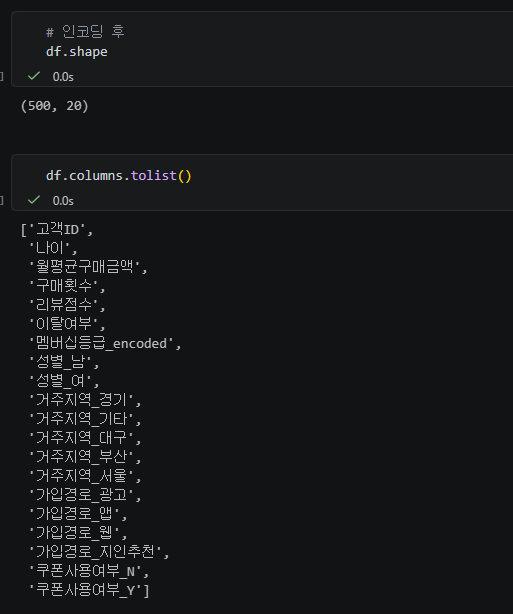 # 인코딩 후
df.shape
✓ 0.0s
(500, 20)
df.columns.tolist()
✓ 0.0s
['고객ID',
'나이',
'월평균구매금액',
'구매횟수',
'리뷰점수',
'이탈여부',
'멤버십등급_encoded',
'성별_남',
'성별_여',
'거주지역_경기',
'거주지역_기타',
'거주지역_대구',
'거주지역_부산',
'거주지역_서울',
'가입경로_광고',
'가입경로_앱',
'가입경로_웹',
'가입경로_지인추천',
'쿠폰사용여부_N',
'쿠폰사용여부_Y']